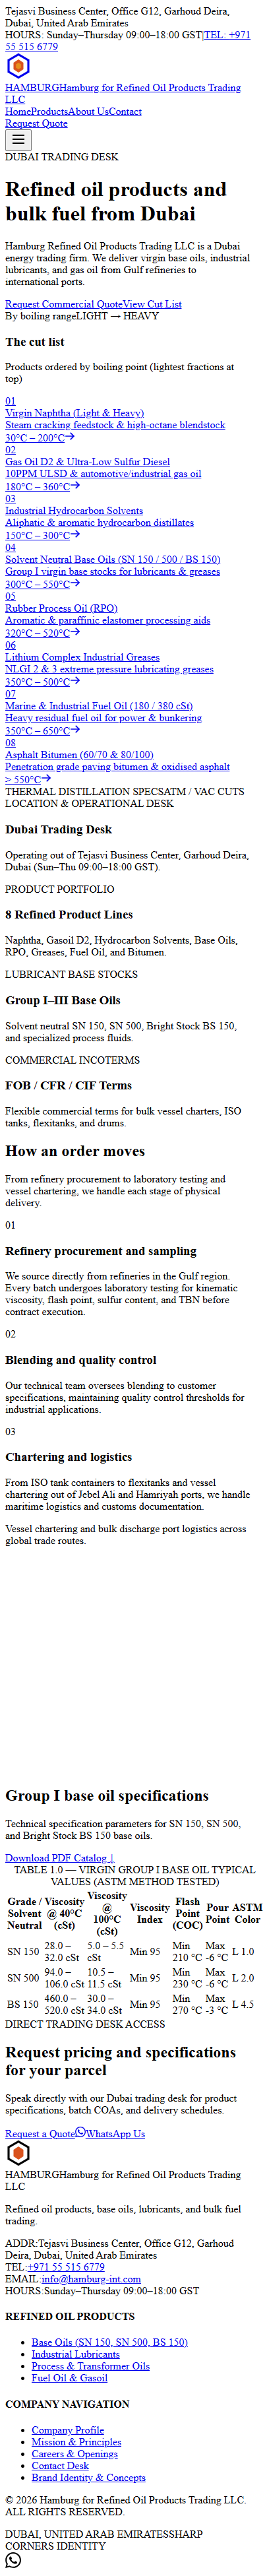 Tejasvi Business Center, Office G12, Garhoud Deira,
Dubai, United Arab Emirates
HOURS: Sunday–Thursday 09:00–18:00 GST|TEL: +971
55 515 6779
HAMBURGHamburg for Refined Oil Products Trading
LLC
HomeProductsAbout UsContact
Request Quote
DUBAI TRADING DESK
Refined oil products and
bulk fuel from Dubai
Hamburg Refined Oil Products Trading LLC is a Dubai
energy trading firm. We deliver virgin base oils, industrial
lubricants, and gas oil from Gulf refineries to
international ports.
Request Commercial QuoteView Cut List
By boiling rangeLIGHT → HEAVY
The cut list
Products ordered by boiling point (lightest fractions at
top)
01
Virgin Naphtha (Light & Heavy)
Steam cracking feedstock & high-octane blendstock
30°C – 200°C
02
Gas Oil D2 & Ultra-Low Sulfur Diesel
10PPM ULSD & automotive/industrial gas oil
180°C – 360°C
03
Industrial Hydrocarbon Solvents
Aliphatic & aromatic hydrocarbon distillates
150°C – 300°C
04
Solvent Neutral Base Oils (SN 150 / 500 / BS 150)
Group I virgin base stocks for lubricants & greases
300°C – 550°C
05
Rubber Process Oil (RPO)
Aromatic & paraffinic elastomer processing aids
320°C – 520°C
06
Lithium Complex Industrial Greases
NLGI 2 & 3 extreme pressure lubricating greases
350°C – 500°C
07
Marine & Industrial Fuel Oil (180 / 380 cSt)
Heavy residual fuel oil for power & bunkering
350°C – 650°C
08
Asphalt Bitumen (60/70 & 80/100)
Penetration grade paving bitumen & oxidised asphalt
> 550°C
THERMAL DISTILLATION SPECSATM / VAC CUTS
LOCATION & OPERATIONAL DESK
Dubai Trading Desk
Operating out of Tejasvi Business Center, Garhoud Deira,
Dubai (Sun–Thu 09:00–18:00 GST).
PRODUCT PORTFOLIO
8 Refined Product Lines
Naphtha, Gasoil D2, Hydrocarbon Solvents, Base Oils,
RPO, Greases, Fuel Oil, and Bitumen.
LUBRICANT BASE STOCKS
Group I–III Base Oils
Solvent neutral SN 150, SN 500, Bright Stock BS 150,
and specialized process fluids.
COMMERCIAL INCOTERMS
FOB / CFR / CIF Terms
Flexible commercial terms for bulk vessel charters, ISO
tanks, flexitanks, and drums.
How an order moves
From refinery procurement to laboratory testing and
vessel chartering, we handle each stage of physical
delivery.
01
Refinery procurement and sampling
We source directly from refineries in the Gulf region.
Every batch undergoes laboratory testing for kinematic
viscosity, flash point, sulfur content, and TBN before
contract execution.
02
Blending and quality control
Our technical team oversees blending to customer
specifications, maintaining quality control thresholds for
industrial applications.
03
Chartering and logistics
From ISO tank containers to flexitanks and vessel
chartering out of Jebel Ali and Hamriyah ports, we handle
maritime logistics and customs documentation.
Vessel chartering and bulk discharge port logistics across
global trade routes.
Group I base oil specifications
Technical specification parameters for SN 150, SN 500,
and Bright Stock BS 150 base oils.
Download PDF Catalog ↓
TABLE 1.0 — VIRGIN GROUP I BASE OIL TYPICAL
VALUES (ASTM METHOD TESTED)
Grade / Solvent Neutral Viscosity @ 40°C (cSt) Viscosity @ 100°C (cSt) Viscosity Index Flash Point (COC) Pour Point ASTM Color
SN 150 28.0 – 32.0 cSt 5.0 – 5.5 cSt Min 95 Min 210 °C Max -6 °C L 1.0
SN 500 94.0 – 106.0 cSt 10.5 – 11.5 cSt Min 95 Min 230 °C Max -6 °C L 2.0
BS 150 460.0 – 520.0 cSt 30.0 – 34.0 cSt Min 95 Min 270 °C Max -3 °C L 4.5
DIRECT TRADING DESK ACCESS
Request pricing and specifications
for your parcel
Speak directly with our Dubai trading desk for product
specifications, batch COAs, and delivery schedules.
Request a QuoteWhatsApp Us
HAMBURGHamburg for Refined Oil Products Trading
LLC
Refined oil products, base oils, lubricants, and bulk fuel
trading.
ADDR:Tejasvi Business Center, Office G12, Garhoud
Deira, Dubai, United Arab Emirates
TEL:+971 55 515 6779
EMAIL:info@hamburg-int.com
HOURS:Sunday–Thursday 09:00–18:00 GST
REFINED OIL PRODUCTS
Base Oils (SN 150, SN 500, BS 150)
Industrial Lubricants
Process & Transformer Oils
Fuel Oil & Gasoil
COMPANY NAVIGATION
Company Profile
Mission & Principles
Careers & Openings
Contact Desk
Brand Identity & Concepts
© 2026 Hamburg for Refined Oil Products Trading LLC.
ALL RIGHTS RESERVED.
DUBAI, UNITED ARAB EMIRATESSHARP
CORNERS IDENTITY